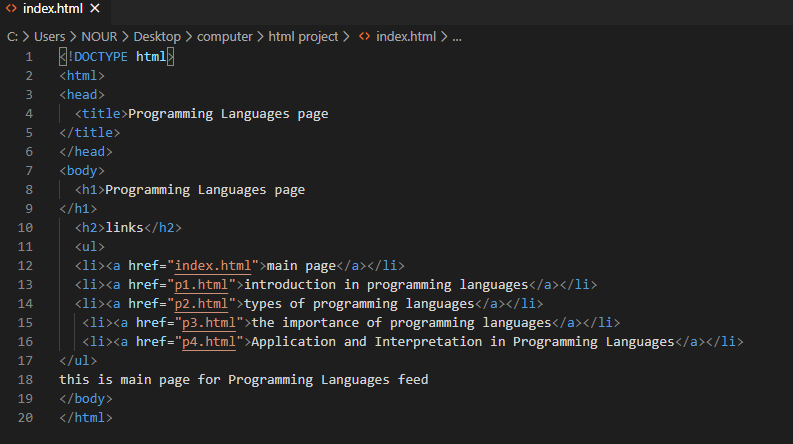 index.html
C: > Users > NOUR > Desktop > computer > html project > index.html > ...
1 <!DOCTYPE html>
2 <html>
3 <head>
4   <title>Programming Languages page
5 </title>
6 </head>
7 <body>
8   <h1>Programming Languages page
9 </h1>
10   <h2>links</h2>
11   <ul>
12   <li><a href="index.html">main page</a></li>
13   <li><a href="p1.html">introduction in programming languages</a></li>
14   <li><a href="p2.html">types of programming languages</a></li>
15    <li><a href="p3.html">the importance of programming languages</a></li>
16    <li><a href="p4.html">Application and Interpretation in Programming Languages</a></li>
17 </ul>
18 this is main page for Programming Languages feed
19 </body>
20 </html>